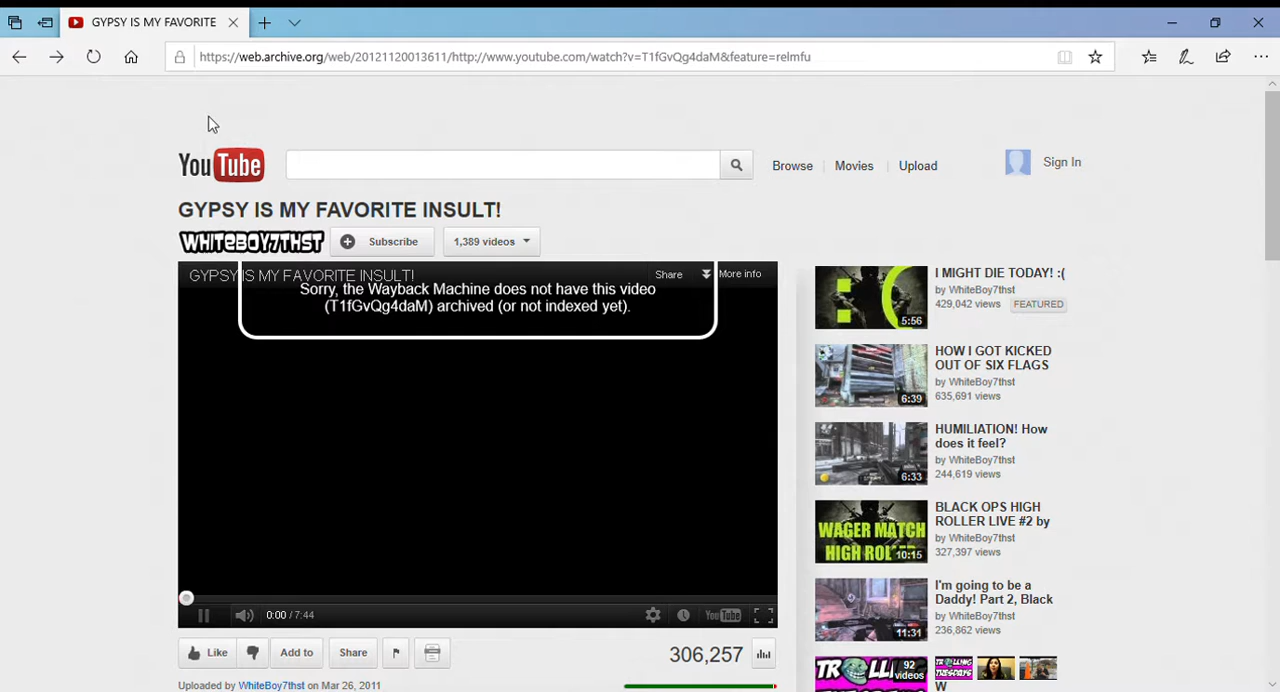 GYPSY IS MY FAVORITE
https://web.archive.org/web/20121120013611/http://www.youtube.com/watch?v=T1fGvQg4daM&feature=relmfu
YouTube
Browse
Movies
Upload
Sign In
GYPSY IS MY FAVORITE INSULT!
WHITEBOY7THST
Subscribe
1,389 videos
GYPSY IS MY FAVORITE INSULT!
Share
More info
Sorry, the Wayback Machine does not have this video
(T1fGvQg4daM) archived (or not indexed yet).
0:00 / 7:44
YouTube
Like
Add to
Share
306,257
Uploaded by WhiteBoy7thst on Mar 26, 2011
5:56
I MIGHT DIE TODAY! :(
by WhiteBoy7thst
429,042 views
FEATURED
6:39
HOW I GOT KICKED
OUT OF SIX FLAGS
by WhiteBoy7thst
635,691 views
6:33
HUMILIATION! How
does it feel?
by WhiteBoy7thst
244,619 views
WAGER MATCH
HIGH ROLLER
10:15
BLACK OPS HIGH
ROLLER LIVE #2 by
by WhiteBoy7thst
327,397 views
11:31
I'm going to be a
Daddy! Part 2, Black
by WhiteBoy7thst
236,862 views
92
videos
W